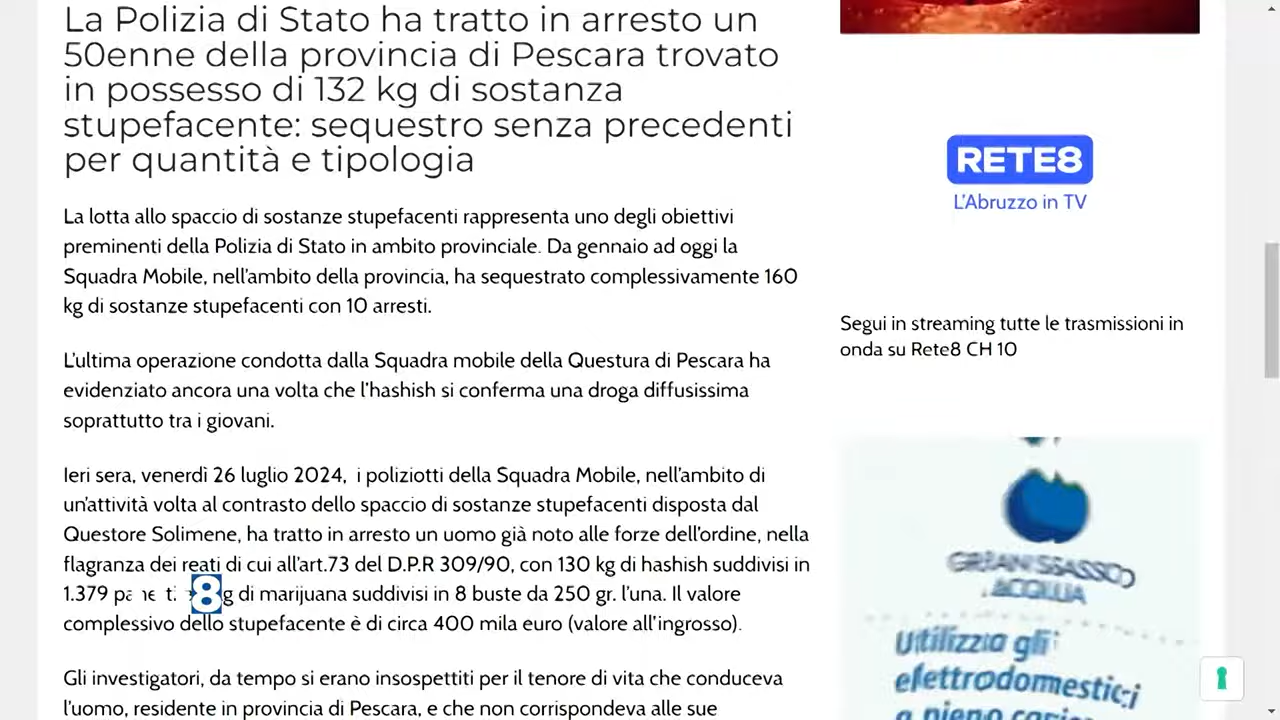 La Polizia di Stato ha tratto in arresto un
50enne della provincia di Pescara trovato
in possesso di 132 kg di sostanza
stupefacente: sequestro senza precedenti
per quantità e tipologia
La lotta allo spaccio di sostanze stupefacenti rappresenta uno degli obiettivi
preminenti della Polizia di Stato in ambito provinciale. Da gennaio ad oggi la
Squadra Mobile, nell'ambito della provincia, ha sequestrato complessivamente 160
kg di sostanze stupefacenti con 10 arresti.
L'ultima operazione condotta dalla Squadra mobile della Questura di Pescara ha
evidenziato ancora una volta che l'hashish si conferma una droga diffusissima
soprattutto tra i giovani.
Ieri sera, venerdì 26 luglio 2024,  i poliziotti della Squadra Mobile, nell'ambito di
un'attività volta al contrasto dello spaccio di sostanze stupefacenti disposta dal
Questore Solimene, ha tratto in arresto un uomo già noto alle forze dell'ordine, nella
flagranza dei reati di cui all'art.73 del D.P.R 309/90, con 130 kg di hashish suddivisi in
1.379 8 di marijuana suddivisi in 8 buste da 250 gr. l'una. Il valore
complessivo dello stupefacente è di circa 400 mila euro (valore all'ingrosso).
Gli investigatori, da tempo si erano insospettiti per il tenore di vita che conduceva
l'uomo, residente in provincia di Pescara, e che non corrispondeva alle sue
RETE8
L'Abruzzo in TV
Segui in streaming tutte le trasmissioni in
onda su Rete8 CH 10
ACQUA
Utilizza gli
elettrodomestici
a pieno carico